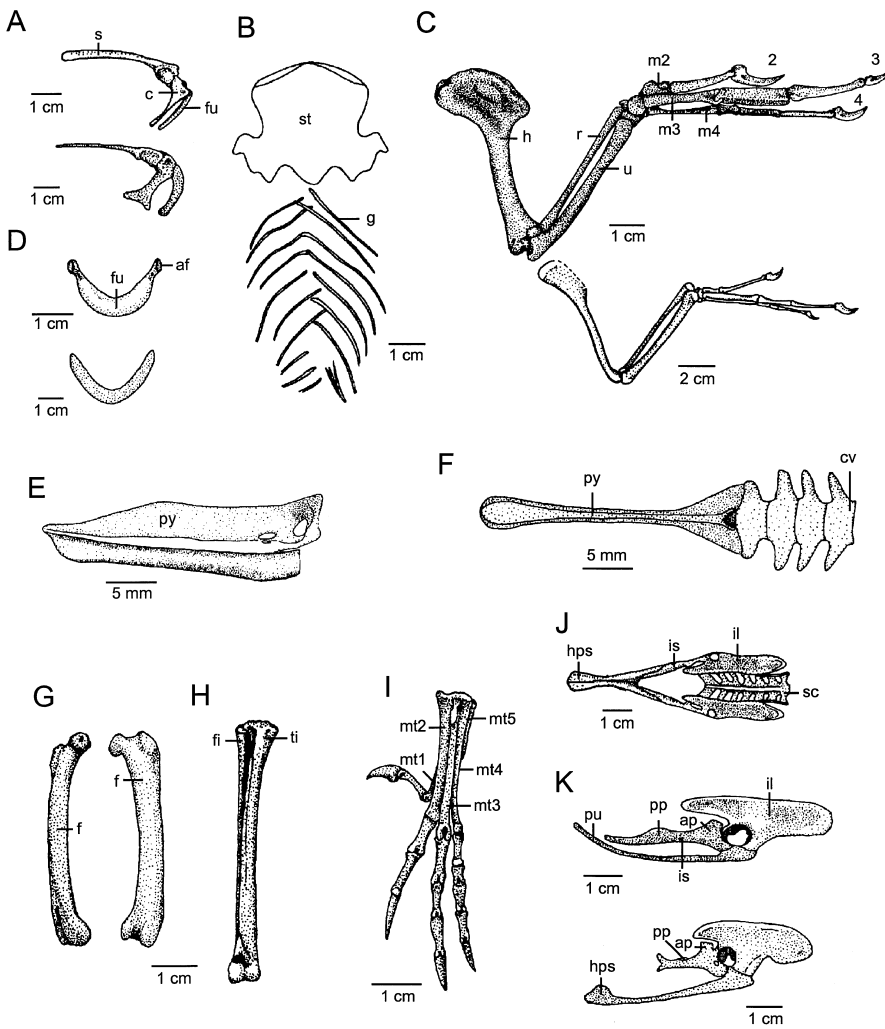 A
s
c
fu
1 cm
1 cm
B
st
g
1 cm
C
h
r
u
m2
m3
m4
2
3
4
1 cm
2 cm
D
fu
af
1 cm
1 cm
E
py
5 mm
F
py
cv
5 mm
G
f
f
1 cm
H
fi
ti
I
mt2
mt5
mt1
mt4
mt3
1 cm
J
hps
is
il
sc
1 cm
K
pu
pp
ap
il
is
1 cm
pp
ap
hps
1 cm